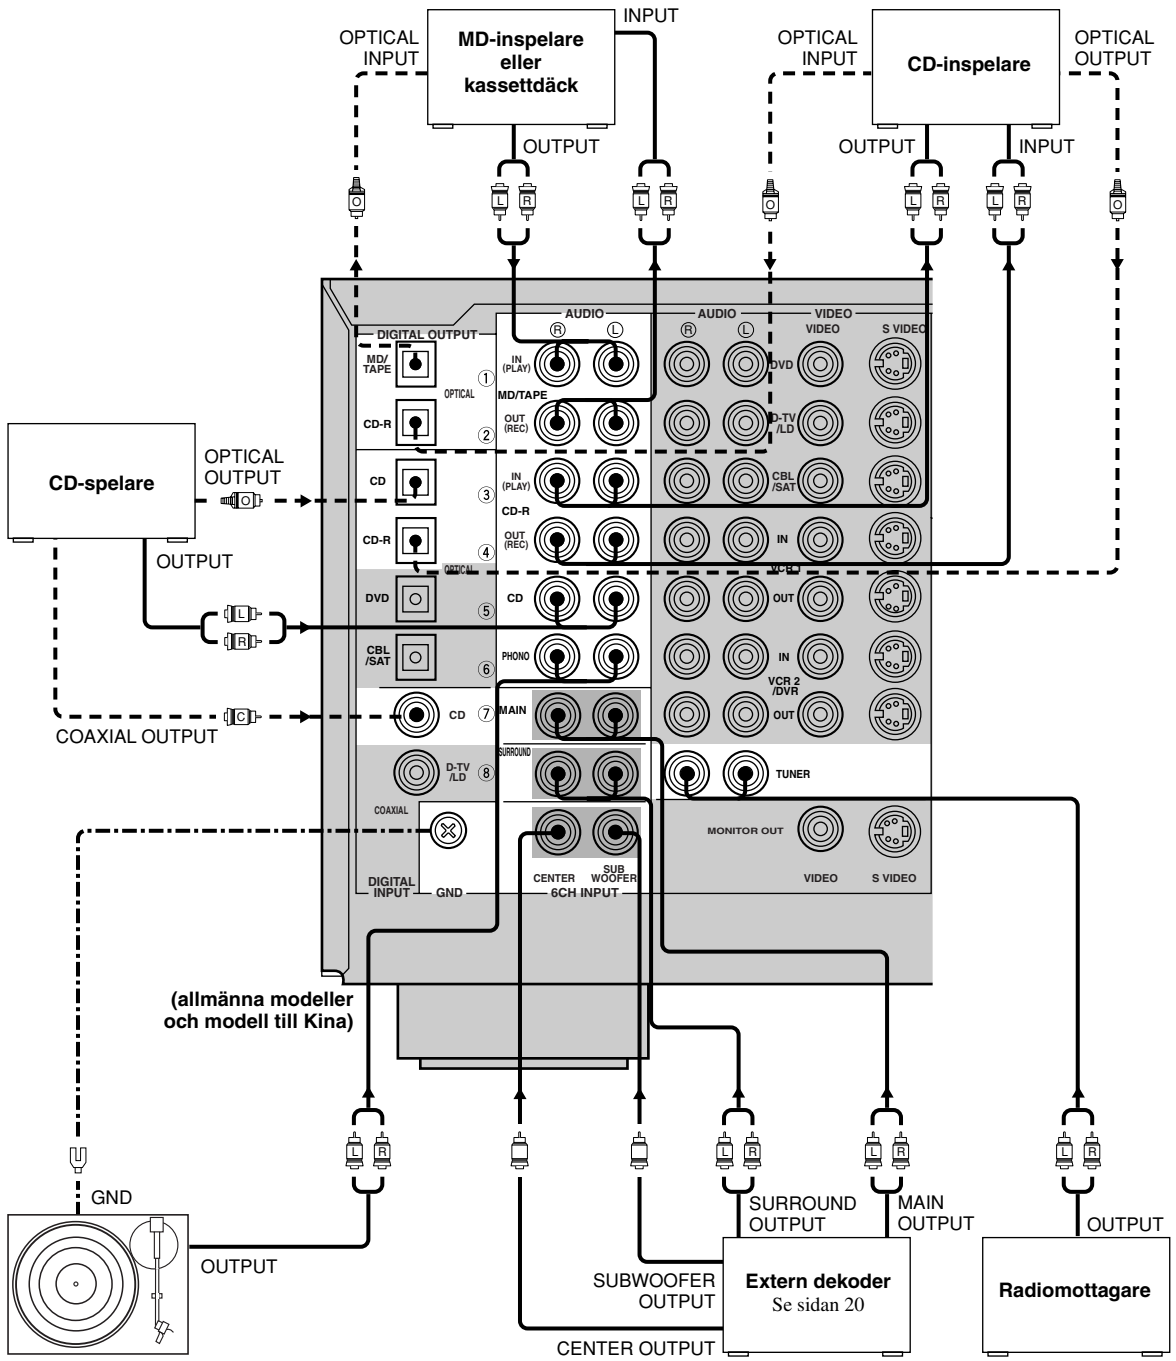 OPTICAL
INPUT
MD-inspelare
eller
kassettdäck
INPUT
OUTPUT
OPTICAL
INPUT
CD-inspelare
OPTICAL
OUTPUT
OUTPUT
INPUT
O
L
R
L
R
O
L
R
L
R
O
DIGITAL OUTPUT
AUDIO
R
L
AUDIO
R
L
VIDEO
VIDEO
S VIDEO
MD/
TAPE
1
OPTICAL
IN
(PLAY)
MD/TAPE
DVD
CD-R
2
OUT
(REC)
D-TV
/LD
CD-spelare
OPTICAL
OUTPUT
O
CD
3
IN
(PLAY)
CD-R
CBL
/SAT
CD-R
4
OUT
(REC)
IN
VCR 1
OUTPUT
OPTICAL
DVD
5
CD
OUT
L
R
CBL
/SAT
6
PHONO
IN
VCR 2
/DVR
C
COAXIAL OUTPUT
CD
7
MAIN
OUT
D-TV
/LD
8
SURROUND
TUNER
COAXIAL
MONITOR OUT
DIGITAL
INPUT
GND
CENTER
SUB
WOOFER
6CH INPUT
VIDEO
S VIDEO
(allmänna modeller
och modell till Kina)
L
R
L
R
L
R
L
R
GND
OUTPUT
SURROUND
OUTPUT
MAIN
OUTPUT
OUTPUT
SUBWOOFER
OUTPUT
CENTER OUTPUT
Extern dekoder
Se sidan 20
Radiomottagare